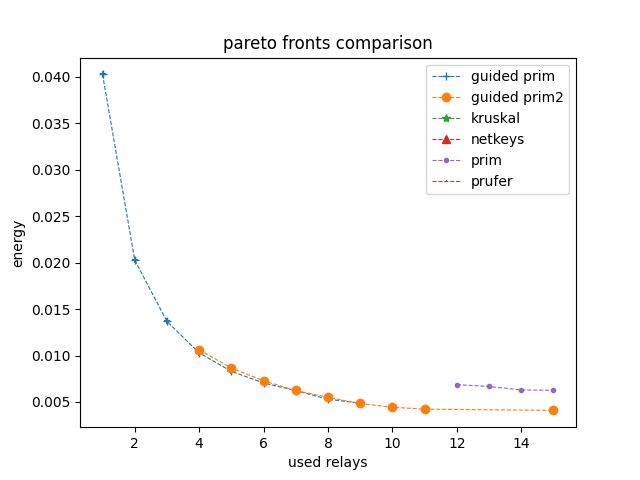 pareto fronts comparison
guided prim
guided prim2
kruskal
netkeys
prim
prufer
energy
0.040
0.035
0.030
0.025
0.020
0.015
0.010
0.005
2 4 6 8 10 12 14
used relays